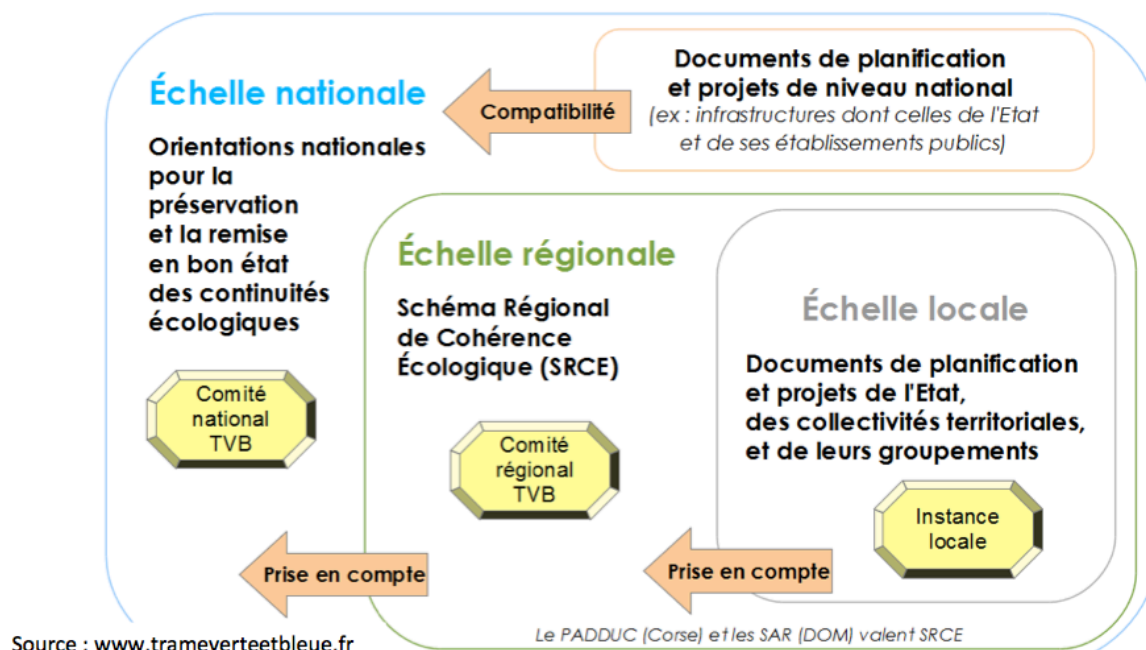 Documents de planification
et projets de niveau national
(ex : infrastructures dont celles de l'Etat
et de ses établissements publics)
Compatibilité
Échelle nationale
Orientations nationales
pour la
préservation
et la remise
en bon état
des continuités
écologiques
Comité
national
TVB
Échelle régionale
Schéma Régional
de Cohérence
Écologique (SRCE)
Comité
régional
TVB
Échelle locale
Documents de planification
et projets de l'Etat,
des collectivités territoriales,
et de leurs groupements
Instance
locale
Prise en compte
Prise en compte
Le PADDUC (Corse) et les SAR (DOM) valent SRCE
Source : www.trameverteetbleue.fr